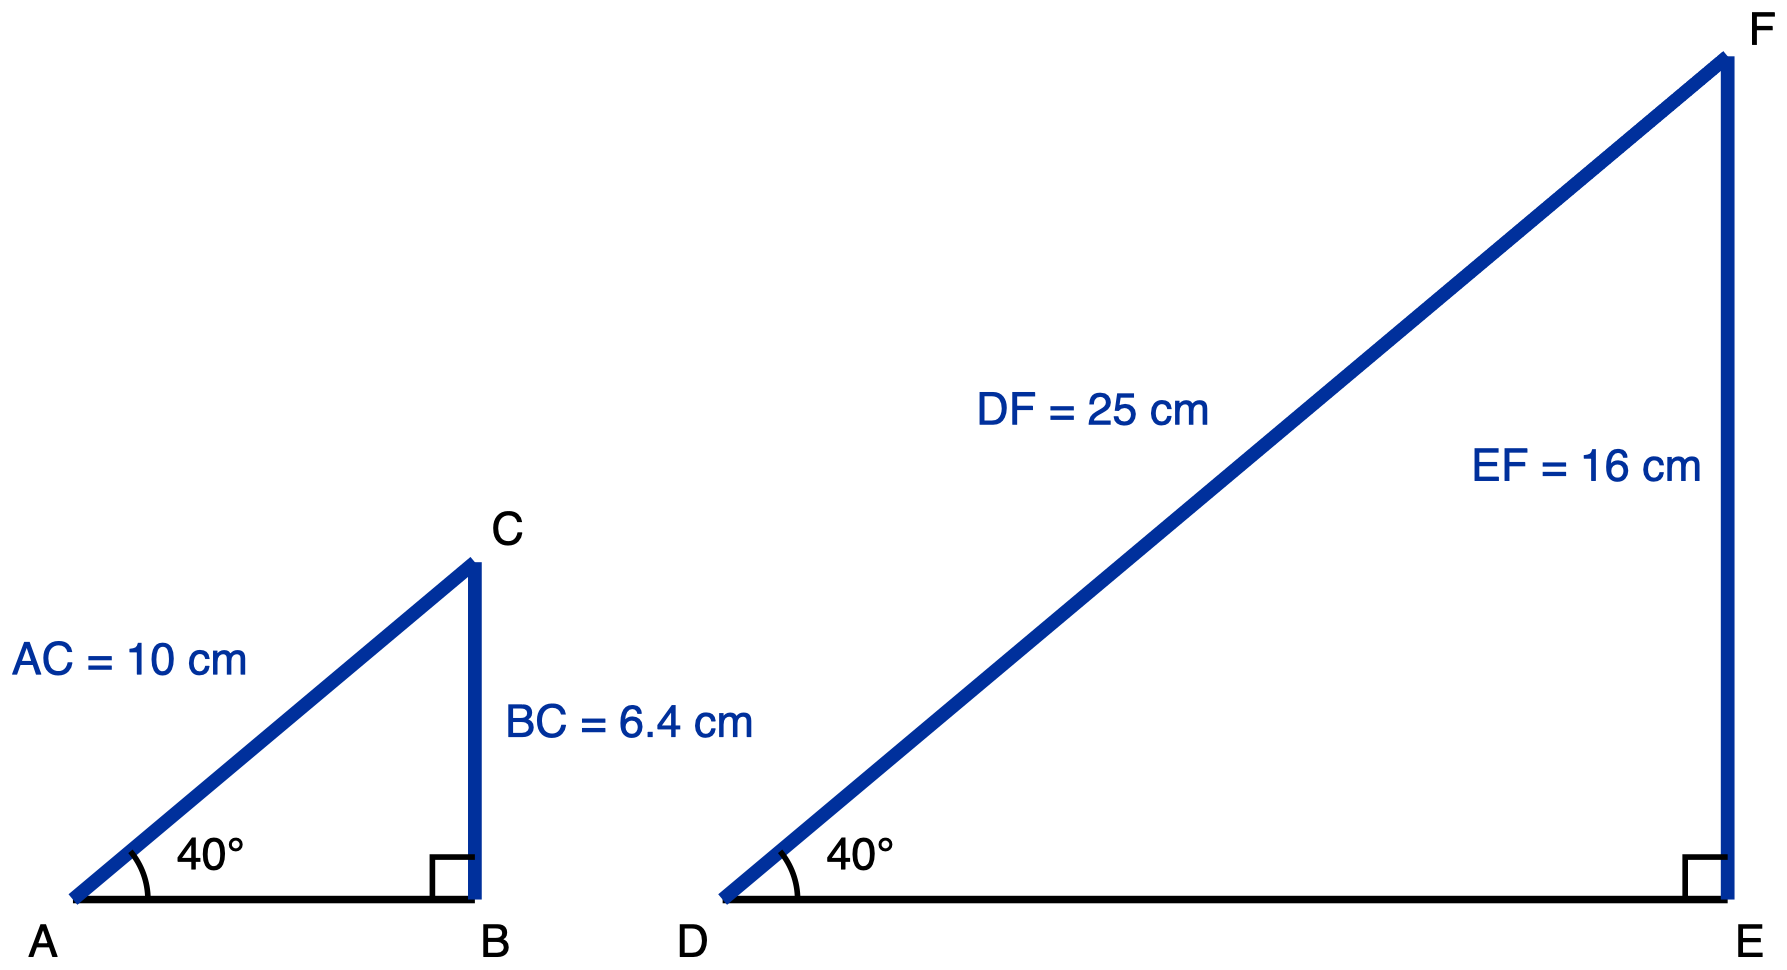 F
DF = 25 cm
EF = 16 cm
C
AC = 10 cm
BC = 6.4 cm
40°
40°
A
B
D
E